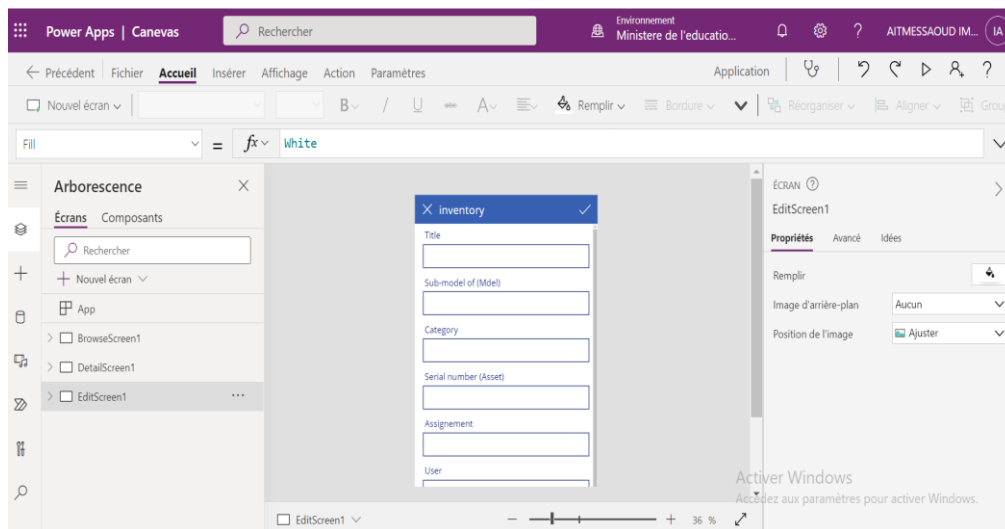 Power Apps | Canevas Rechercher Environnement
Ministere de l'educatio... AITMESSAOUD IM... IA
Précédent Fichier Accueil Insérer Affichage Action Paramètres Application
Nouvel écran B / U A Remplir Bordure Réorganiser Aligner Grou
Fill = fx White
Arborescence
Écrans Composants
Rechercher
Nouvel écran
App
BrowseScreen1
DetailScreen1
EditScreen1 ...
inventory
Title
Sub-model of (Mdel)
Category
Serial number (Asset)
Assignement
User
EditScreen1 — + 36 %
ÉCRAN ?
EditScreen1
Propriétés Avancé Idées
Remplir
Image d'arrière-plan Aucun
Position de l'image Ajuster
Activer Windows
Accédez aux paramètres pour activer Windows.